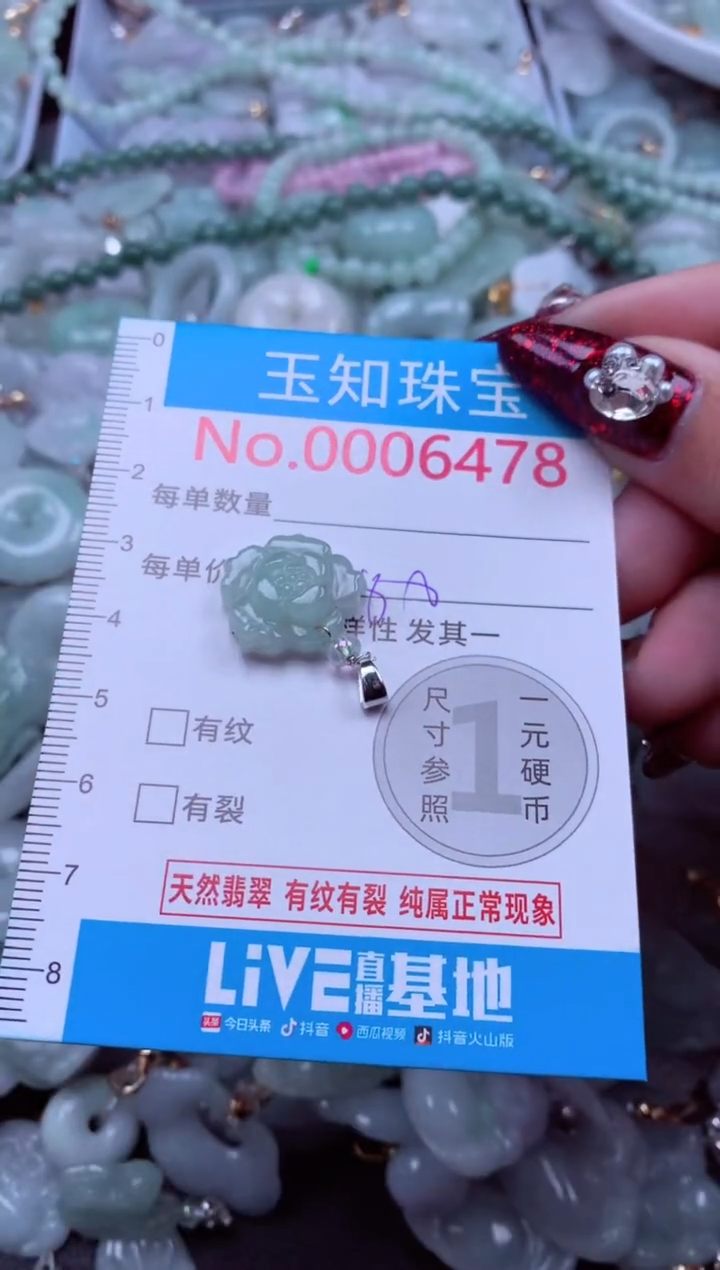 0
玉知珠宝
1
No.0006478
2
每单数量
3
每单价
4
样性发其一
5
有纹
尺寸参照
1
一元硬币
6
有裂
7
天然翡翠 有纹有裂 纯属正常现象
8
LiVE直播基地
头条 今日头条 抖音 西瓜视频 抖音火山版